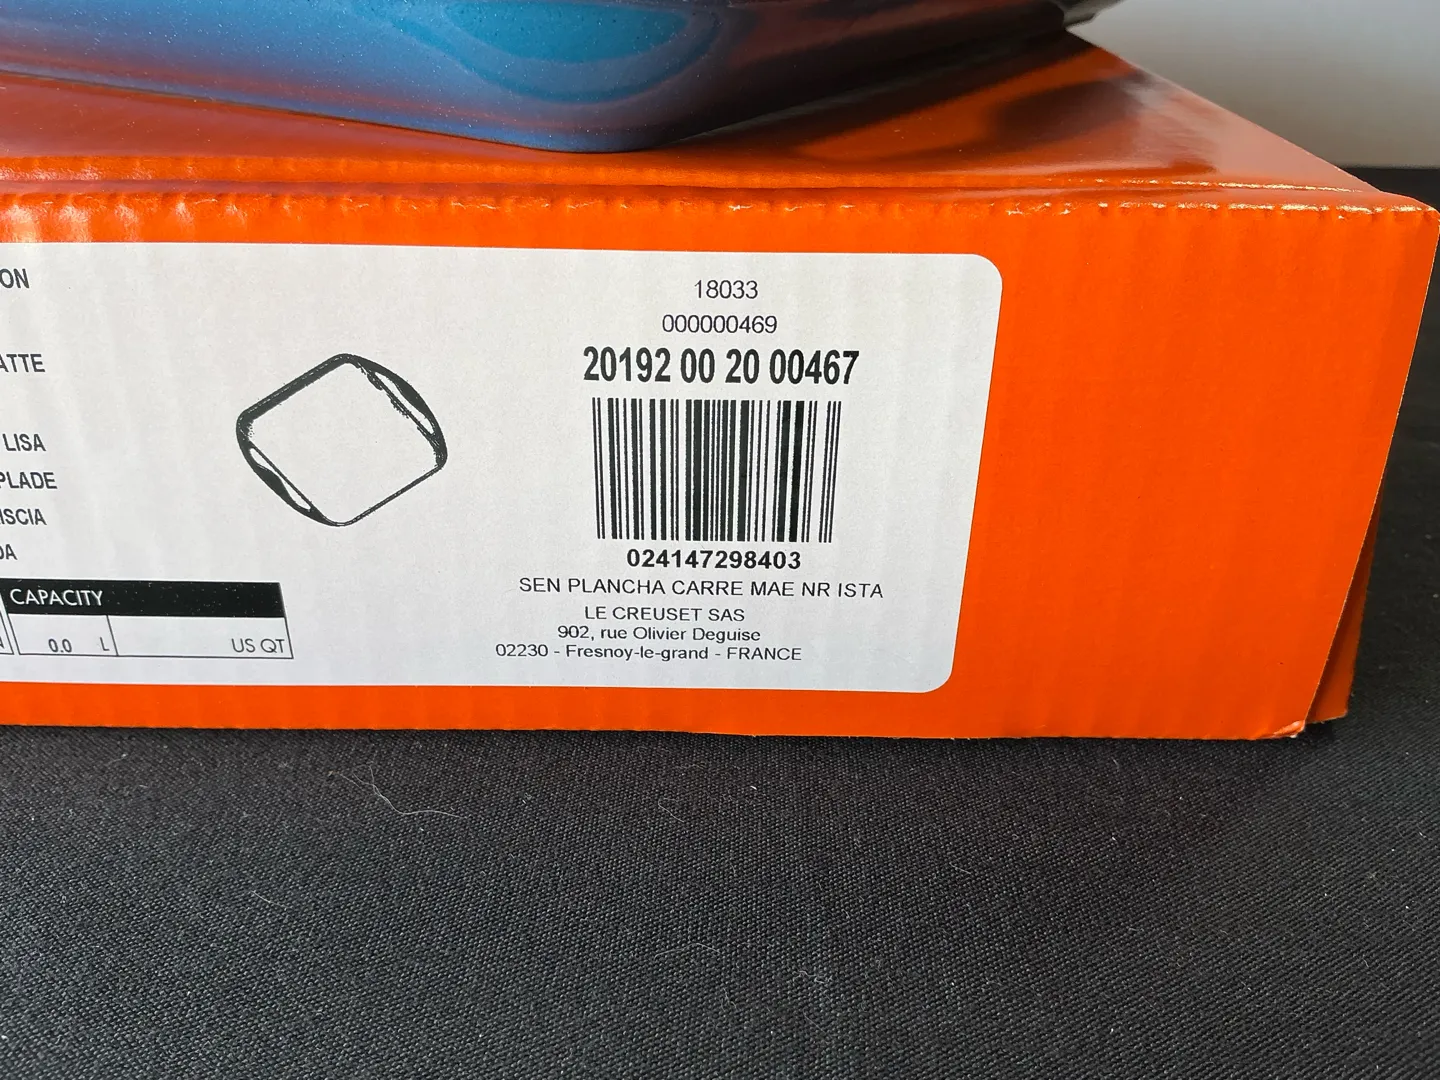 18033
000000469
20192 00 20 00467
024147298403
SEN PLANCHA CARRE MAE NR ISTA
LE CREUSET SAS
902, rue Olivier Deguise
02230 - Fresnoy-le-grand - FRANCE
ON
ATTE
LISA
PLADE
ISCIA
DA
CAPACITY
0.0 L
US QT